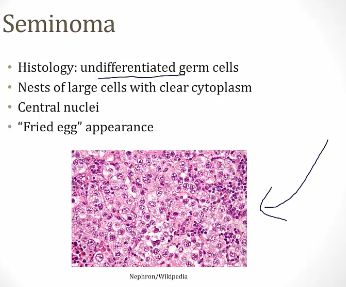 Seminoma
• Histology: undifferentiated germ cells
• Nests of large cells with clear cytoplasm
• Central nuclei
• “Fried egg” appearance
Nephron/Wikipedia